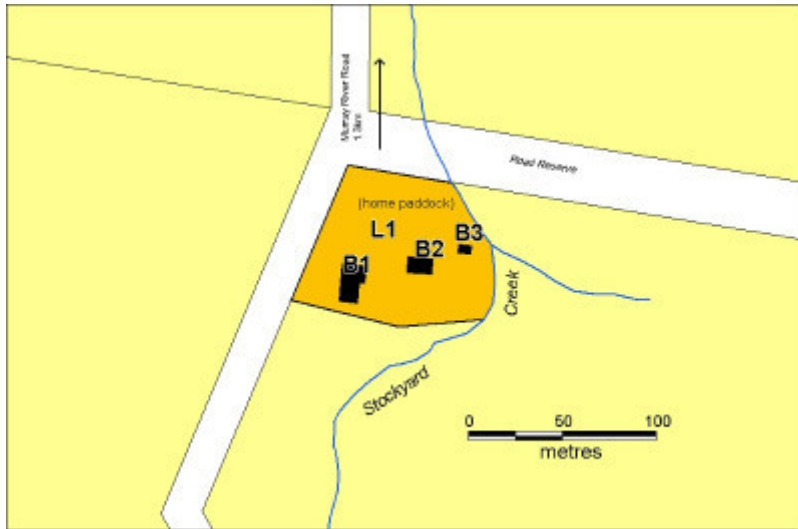 Murray River Road
1.3km
Road Reserve
(home paddock)
L1
B1
B2
B3
Creek
Stockyard
0 50 100
metres